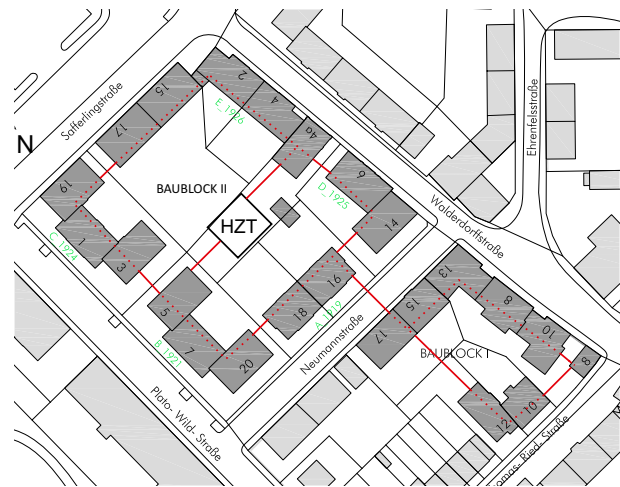 Safferlingstraße
15
17
19
N
2
4
4a
E_1926
6
D_1925
14
BAUBLOCK II
HZT
C_1924
1
3
5
7
B_1921
20
18
16
A_1919
Neumannstraße
Plato- Wild- Straße
Walderdorffstraße
Ehrenfelsstraße
13
15
17
8
10
BAUBLOCK I
8
10
12
Ried- Straße